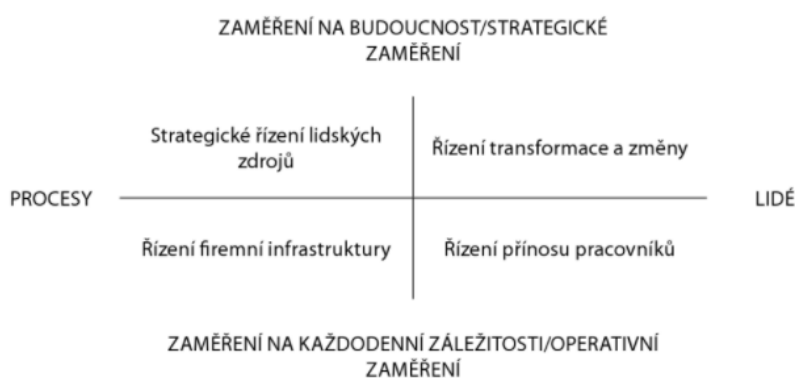 ZAMĚŘENÍ NA BUDOUCNOST/STRATEGICKÉ
ZAMĚŘENÍ
Strategické řízení lidských
zdrojů
Řízení transformace a změny
PROCESY
LIDÉ
Řízení firemní infrastruktury
Řízení přínosu pracovníků
ZAMĚŘENÍ NA KAŽDODENNÍ ZÁLEŽITOSTI/OPERATIVNÍ
ZAMĚŘENÍ